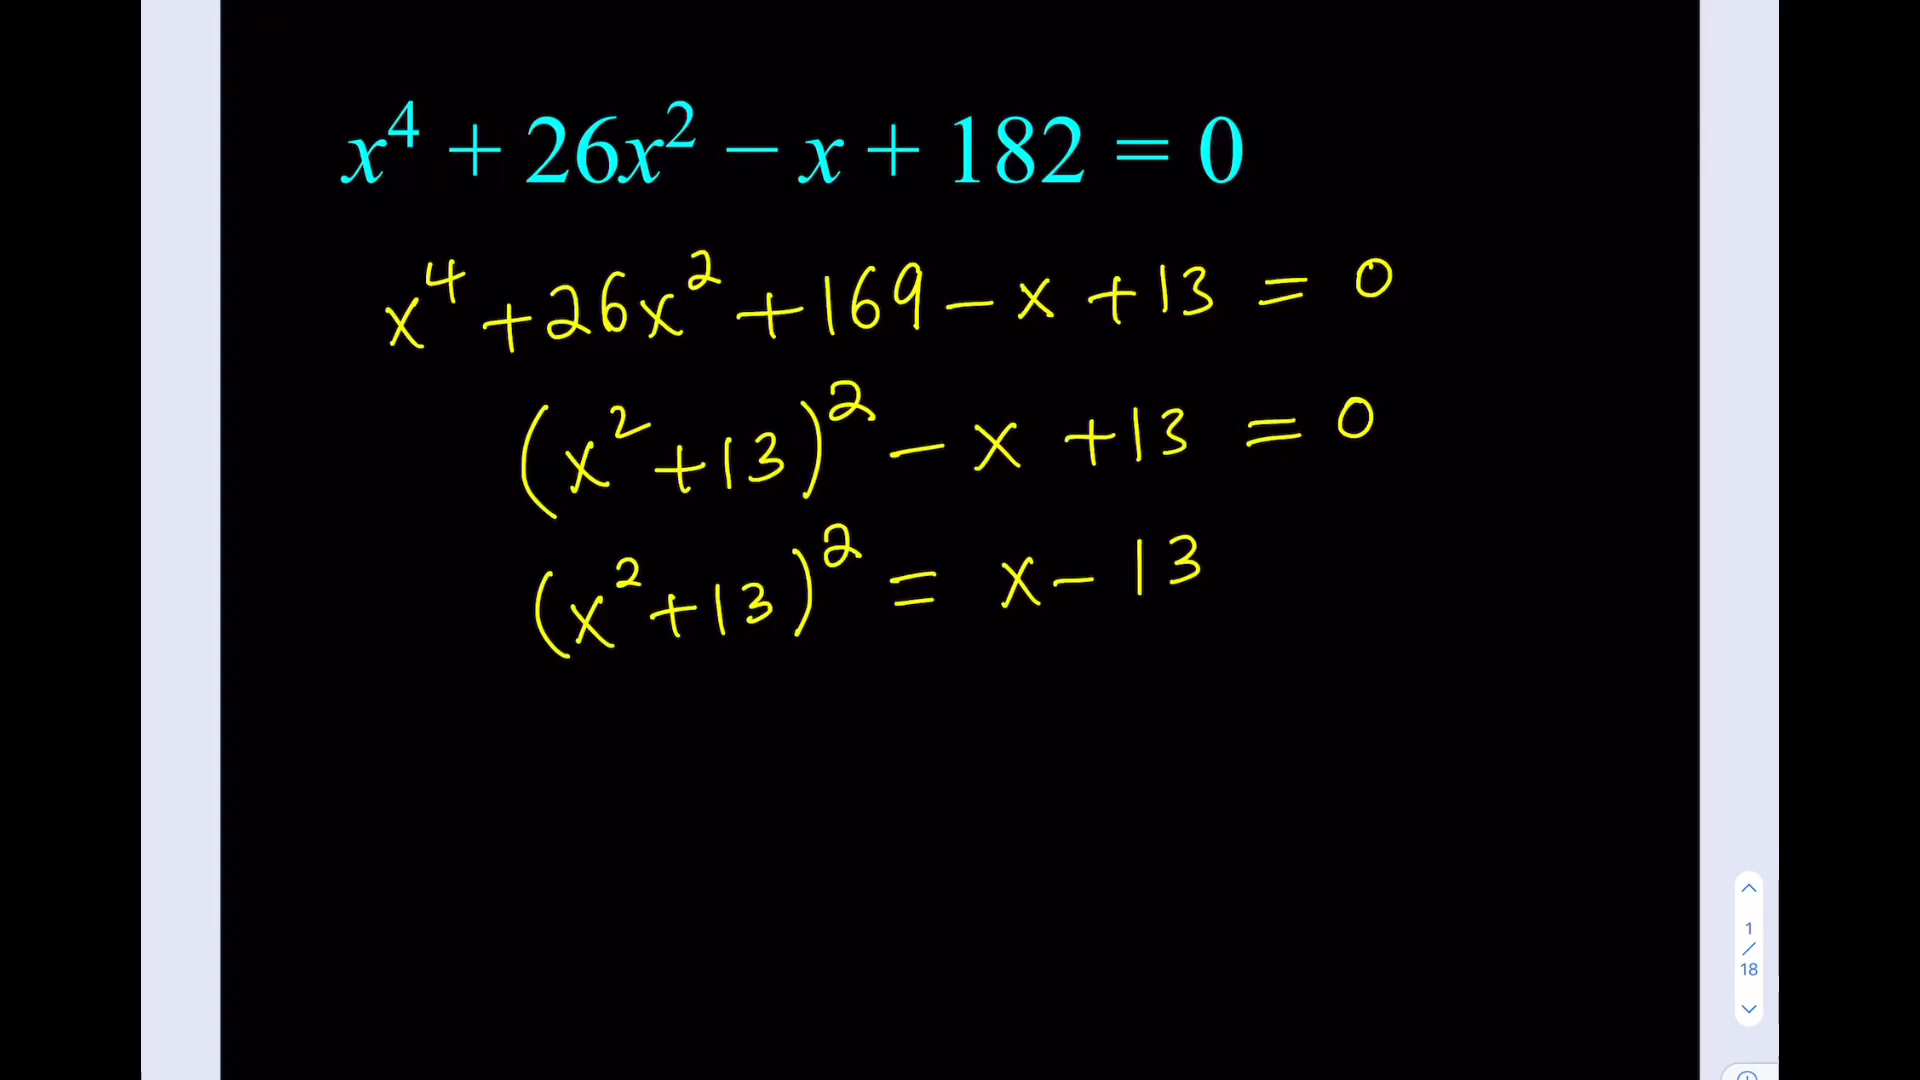 x⁴ + 26x² − x + 182 = 0
x⁴ + 26x² + 169 − x + 13 = 0
(x² + 13)² − x + 13 = 0
(x² + 13)² = x − 13
1
/
18